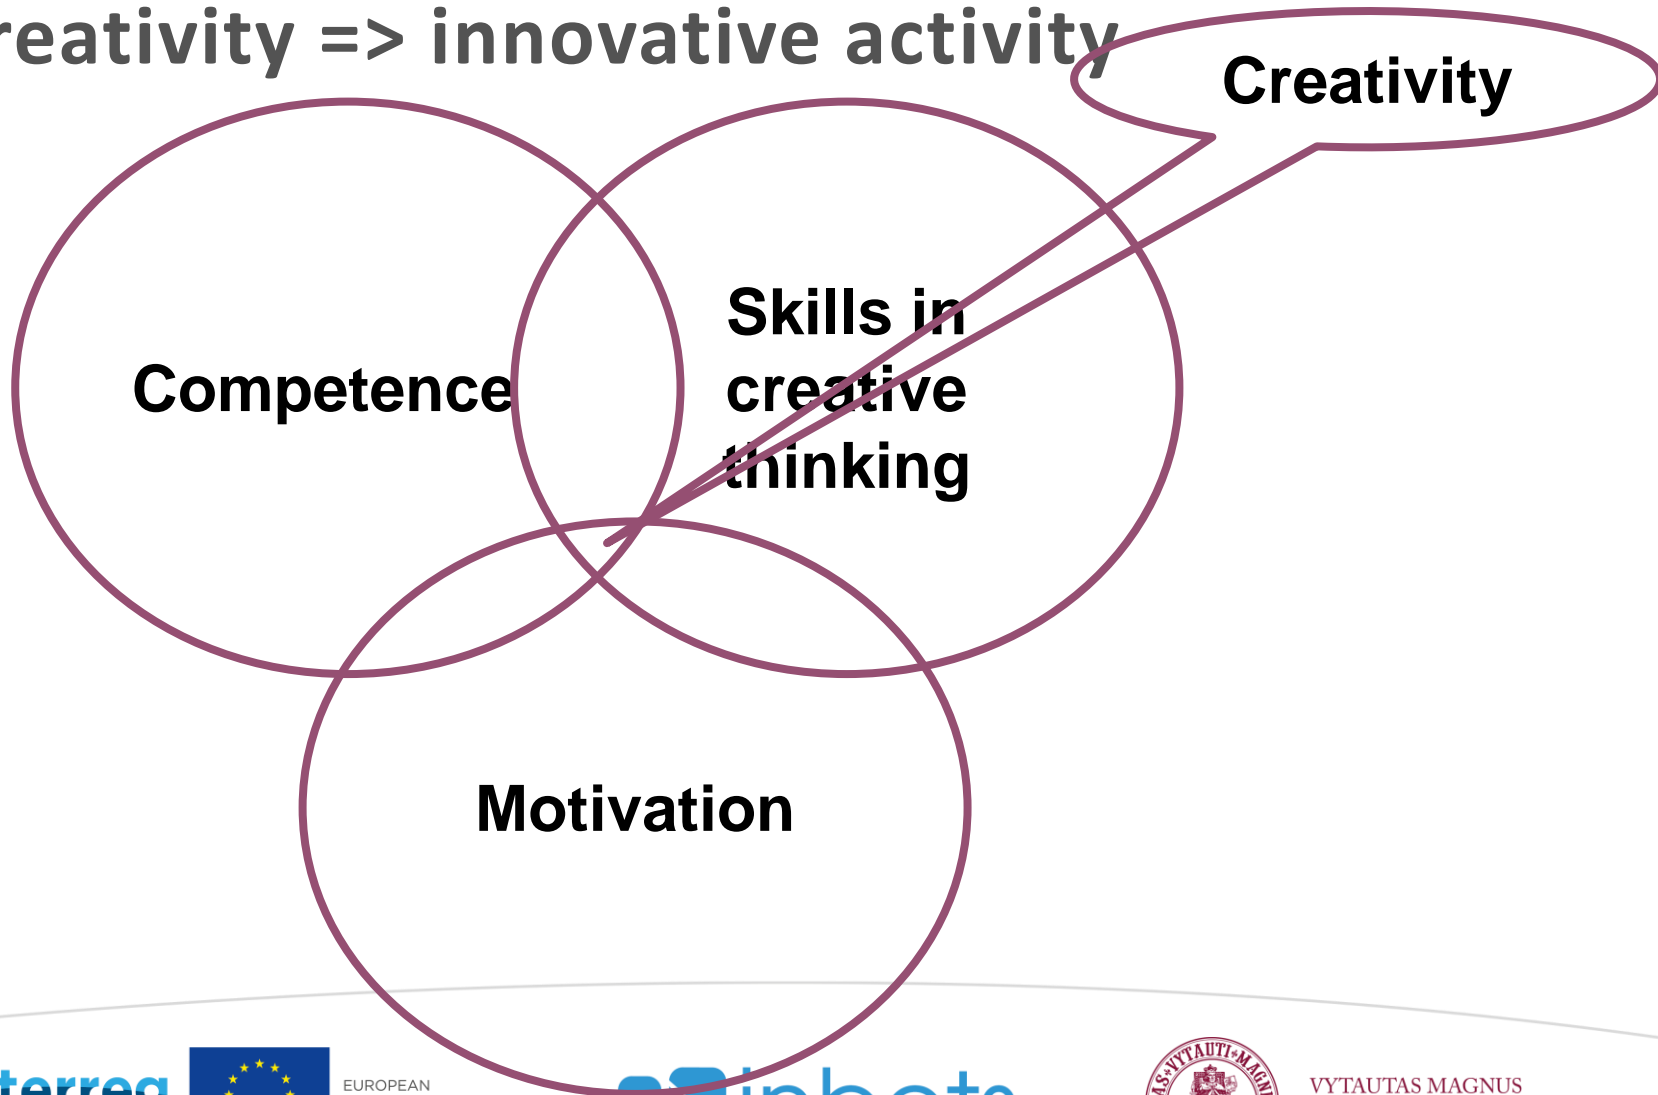 reativity => innovative activity
Creativity
Skills in
creative
thinking
Competence
Motivation
terreg
EUROPEAN
VYTAUTAS MAGNUS